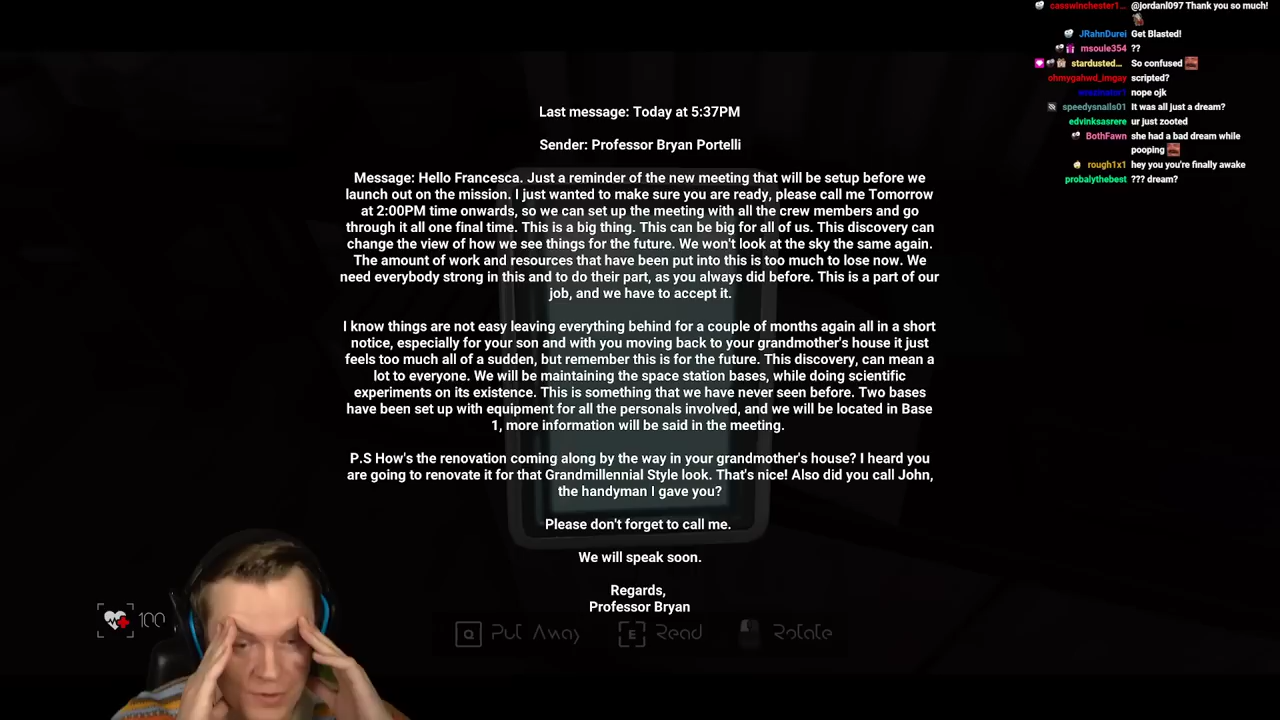 Last message: Today at 5:37PM
Sender: Professor Bryan Portelli
Message: Hello Francesca. Just a reminder of the new meeting that will be setup before we
launch out on the mission. I just wanted to make sure you are ready, please call me Tomorrow
at 2:00PM time onwards, so we can set up the meeting with all the crew members and go
through it all one final time. This is a big thing. This can be big for all of us. This discovery can
change the view of how we see things for the future. We won't look at the sky the same again.
The amount of work and resources that have been put into this is too much to lose now. We
need everybody strong in this and to do their part, as you always did before. This is a part of our
job, and we have to accept it.
I know things are not easy leaving everything behind for a couple of months again all in a short
notice, especially for your son and with you moving back to your grandmother's house it just
feels too much all of a sudden, but remember this is for the future. This discovery, can mean a
lot to everyone. We will be maintaining the space station bases, while doing scientific
experiments on its existence. This is something that we have never seen before. Two bases
have been set up with equipment for all the personals involved, and we will be located in Base
1, more information will be said in the meeting.
P.S How's the renovation coming along by the way in your grandmother's house? I heard you
are going to renovate it for that Grandmillennial Style look. That's nice! Also did you call John,
the handyman I gave you?
Please don't forget to call me.
We will speak soon.
Regards,
Professor Bryan
100
Q Put Away
E Read
Rotate
casswinchester1... @jordanl097 Thank you so much!
JRahnDurei Get Blasted!
msoule354 ??
stardusted... So confused
ohmygahwd_imgay scripted?
nope ojk
speedysnails01 It was all just a dream?
edvinksasrere ur just zooted
BothFawn she had a bad dream while
pooping
rough1x1 hey you you're finally awake
probalythebest ??? dream?